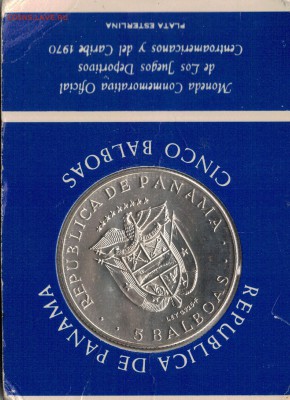 Moneda Conmemorativa Oficial
de Los Juegos Deportivos
Centroamericanos y del Caribe 1970
PLATA ESTERLINA
REPUBLICA DE PANAMA
CINCO BALBOAS
REPUBLICA DE PANAMA
5 BALBOAS